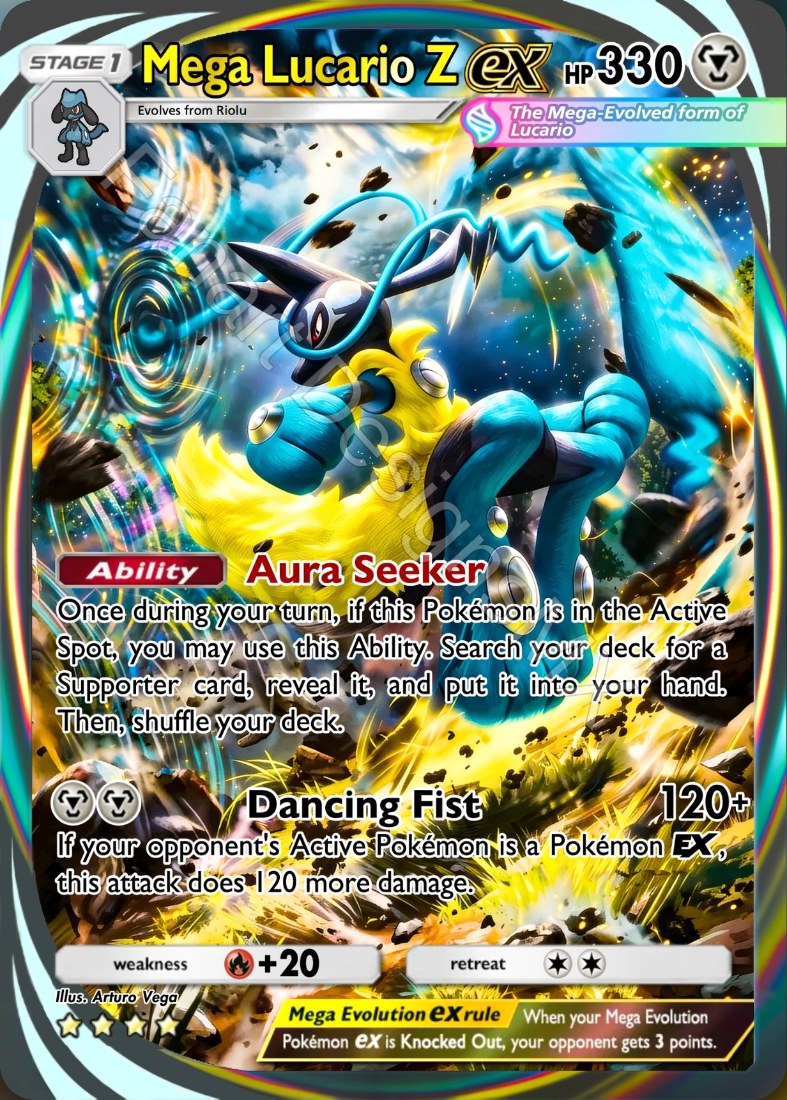 STAGE 1
Mega Lucario Z ex HP 330
Evolves from Riolu
The Mega-Evolved form of
Lucario
Ability Aura Seeker
Once during your turn, if this Pokémon is in the Active
Spot, you may use this Ability. Search your deck for a
Supporter card, reveal it, and put it into your hand.
Then, shuffle your deck.
Dancing Fist 120+
If your opponent's Active Pokémon is a Pokémon EX,
this attack does 120 more damage.
weakness +20 retreat
Illus. Arturo Vega
Mega Evolution ex rule When your Mega Evolution
Pokémon ex is Knocked Out, your opponent gets 3 points.